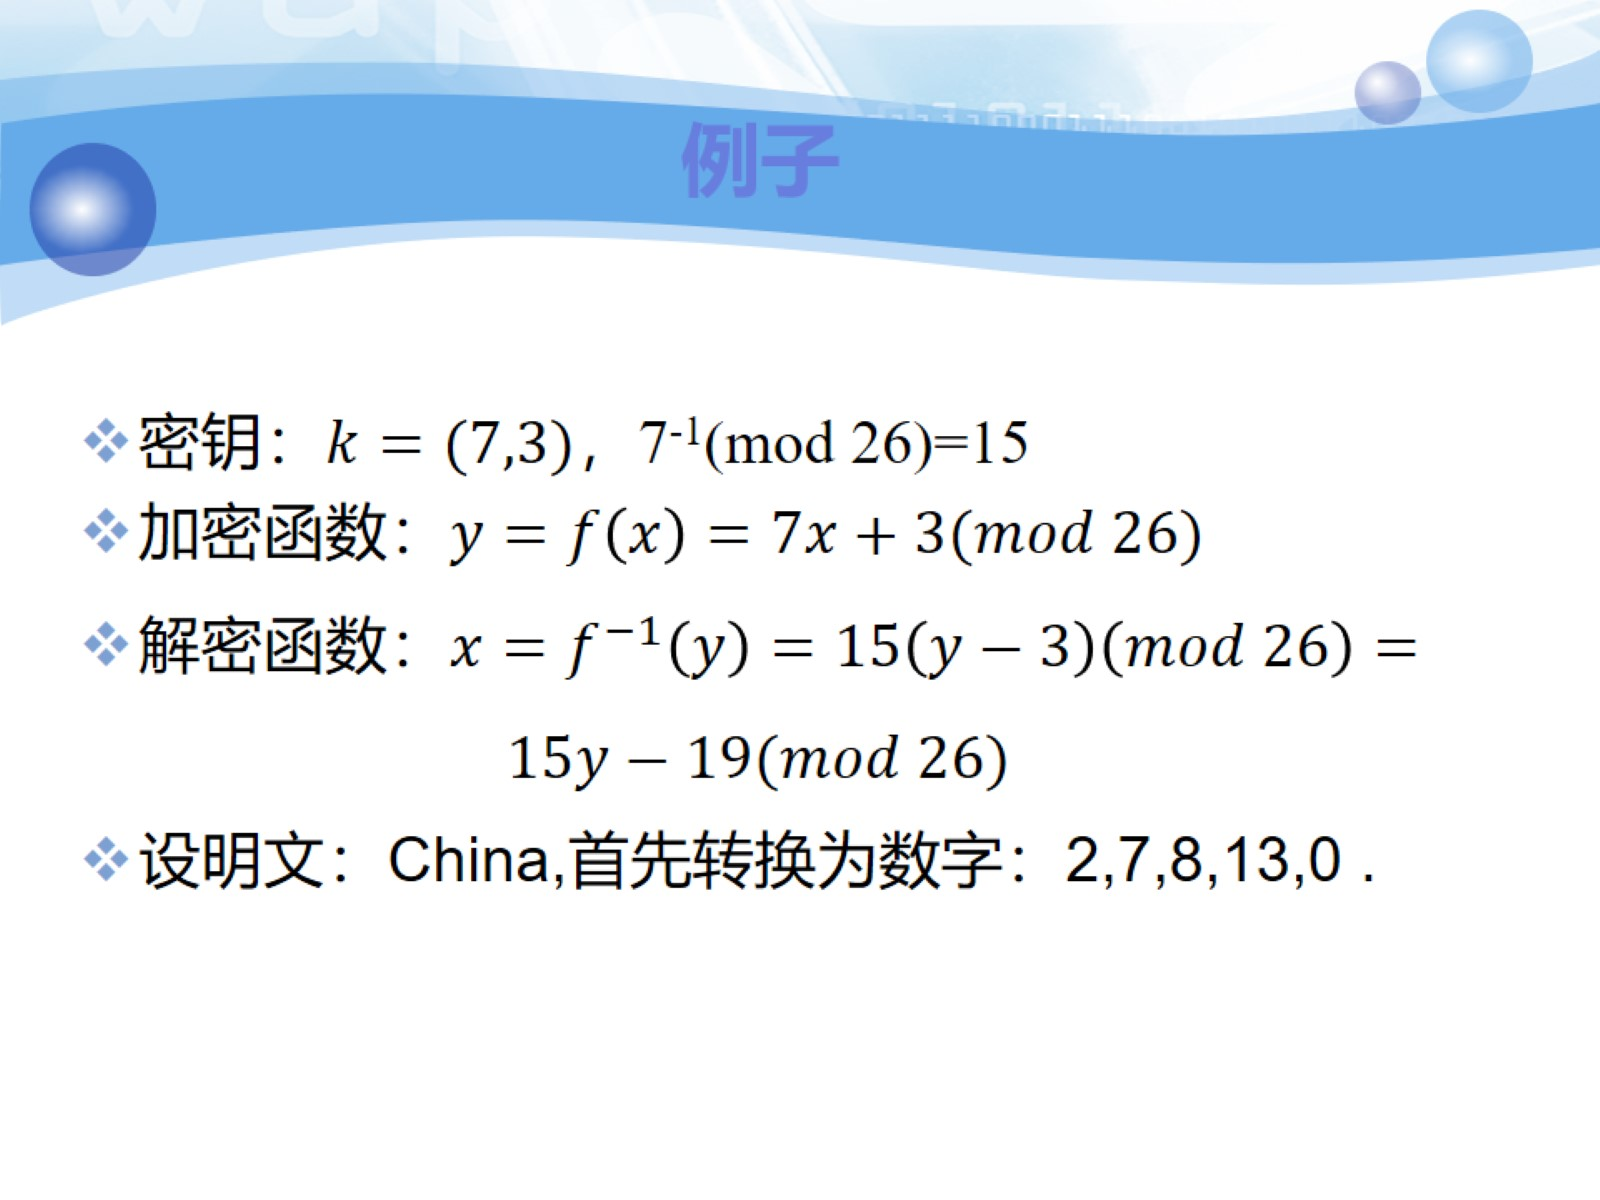 例子
密钥：k = (7,3)，7⁻¹(mod 26)=15
加密函数：y = f(x) = 7x + 3(mod 26)
解密函数：x = f⁻¹(y) = 15(y − 3)(mod 26) =
15y − 19(mod 26)
设明文：China,首先转换为数字：2,7,8,13,0 .